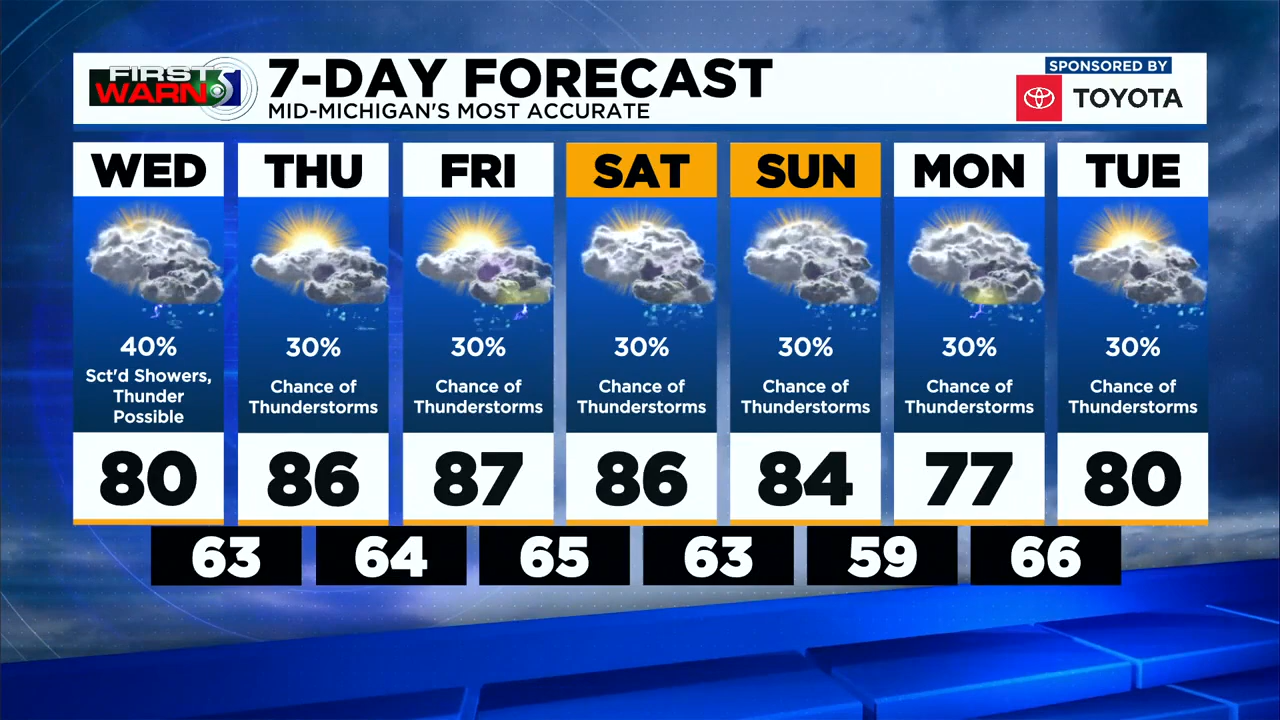 FIRST
WARN 5
7-DAY FORECAST
MID-MICHIGAN'S MOST ACCURATE
SPONSORED BY
TOYOTA
WED
THU
FRI
SAT
SUN
MON
TUE
40%
Sct'd Showers,
Thunder
Possible
30%
Chance of
Thunderstorms
30%
Chance of
Thunderstorms
30%
Chance of
Thunderstorms
30%
Chance of
Thunderstorms
30%
Chance of
Thunderstorms
30%
Chance of
Thunderstorms
80
86
87
86
84
77
80
63
64
65
63
59
66